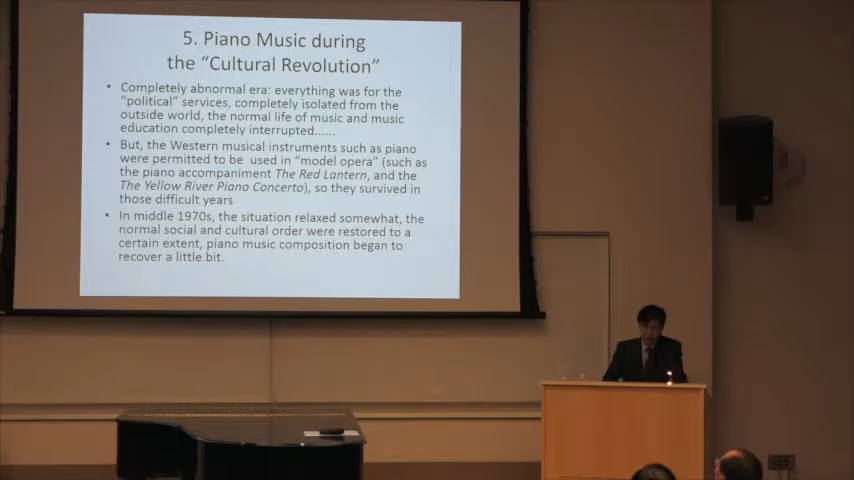 5. Piano Music during
the “Cultural Revolution”
• Completely abnormal era: everything was for the
“political” services, completely isolated from the
outside world, the normal life of music and music
education completely interrupted......
• But, the Western musical instruments such as piano
were permitted to be used in “model opera” (such as
the piano accompaniment The Red Lantern, and the
The Yellow River Piano Concerto), so they survived in
those difficult years
• In middle 1970s, the situation relaxed somewhat, the
normal social and cultural order were restored to a
certain extent, piano music composition began to
recover a little bit.